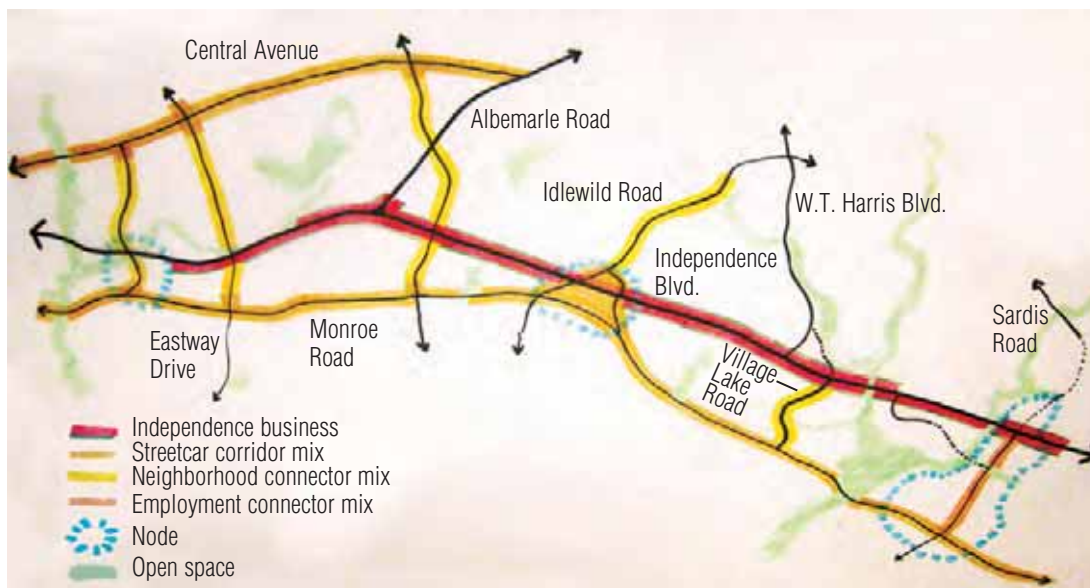 Central Avenue
Albemarle Road
Idlewild Road
W.T. Harris Blvd.
Independence
Blvd.
Sardis
Road
Eastway
Drive
Monroe
Road
Village
Lake
Road
Independence business
Streetcar corridor mix
Neighborhood connector mix
Employment connector mix
Node
Open space